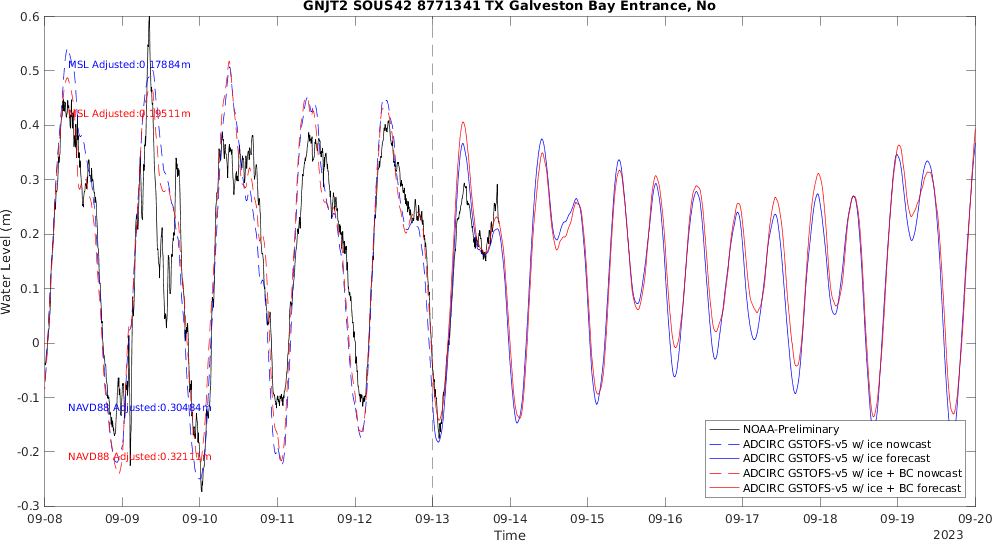 GNJT2 SOUS42 8771341 TX Galveston Bay Entrance, No
0.6
0.5
0.4
0.3
0.2
0.1
0
-0.1
-0.2
-0.3
Water Level (m)
MSL Adjusted:0.17884m
MSL Adjusted:0.19511m
NAVD88 Adjusted:0.30484m
NAVD88 Adjusted:0.32111m
NOAA-Preliminary
ADCIRC GSTOFS-v5 w/ ice nowcast
ADCIRC GSTOFS-v5 w/ ice forecast
ADCIRC GSTOFS-v5 w/ ice + BC nowcast
ADCIRC GSTOFS-v5 w/ ice + BC forecast
09-08 09-09 09-10 09-11 09-12 09-13 09-14 09-15 09-16 09-17 09-18 09-19 09-20
Time
2023